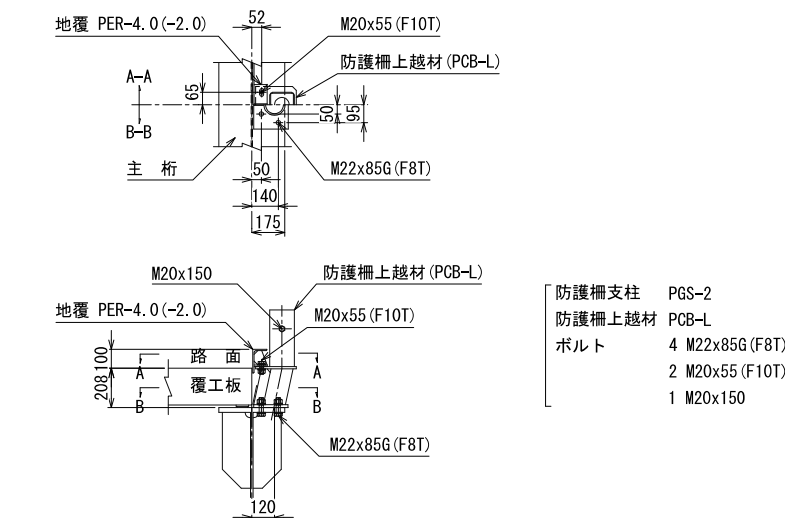 52
地覆 PER-4.0(-2.0)
M20x55(F10T)
防護柵上越材(PCB-L)
A-A
65
50
95
B-B
主 桁
50
M22x85G(F8T)
140
175
M20x150
防護柵上越材(PCB-L)
地覆 PER-4.0(-2.0)
M20x55(F10T)
100
路 面
A
A
208
覆工板
B
B
M22x85G(F8T)
120
防護柵支柱 PGS-2
防護柵上越材 PCB-L
ボルト 4 M22x85G(F8T)
2 M20x55(F10T)
1 M20x150